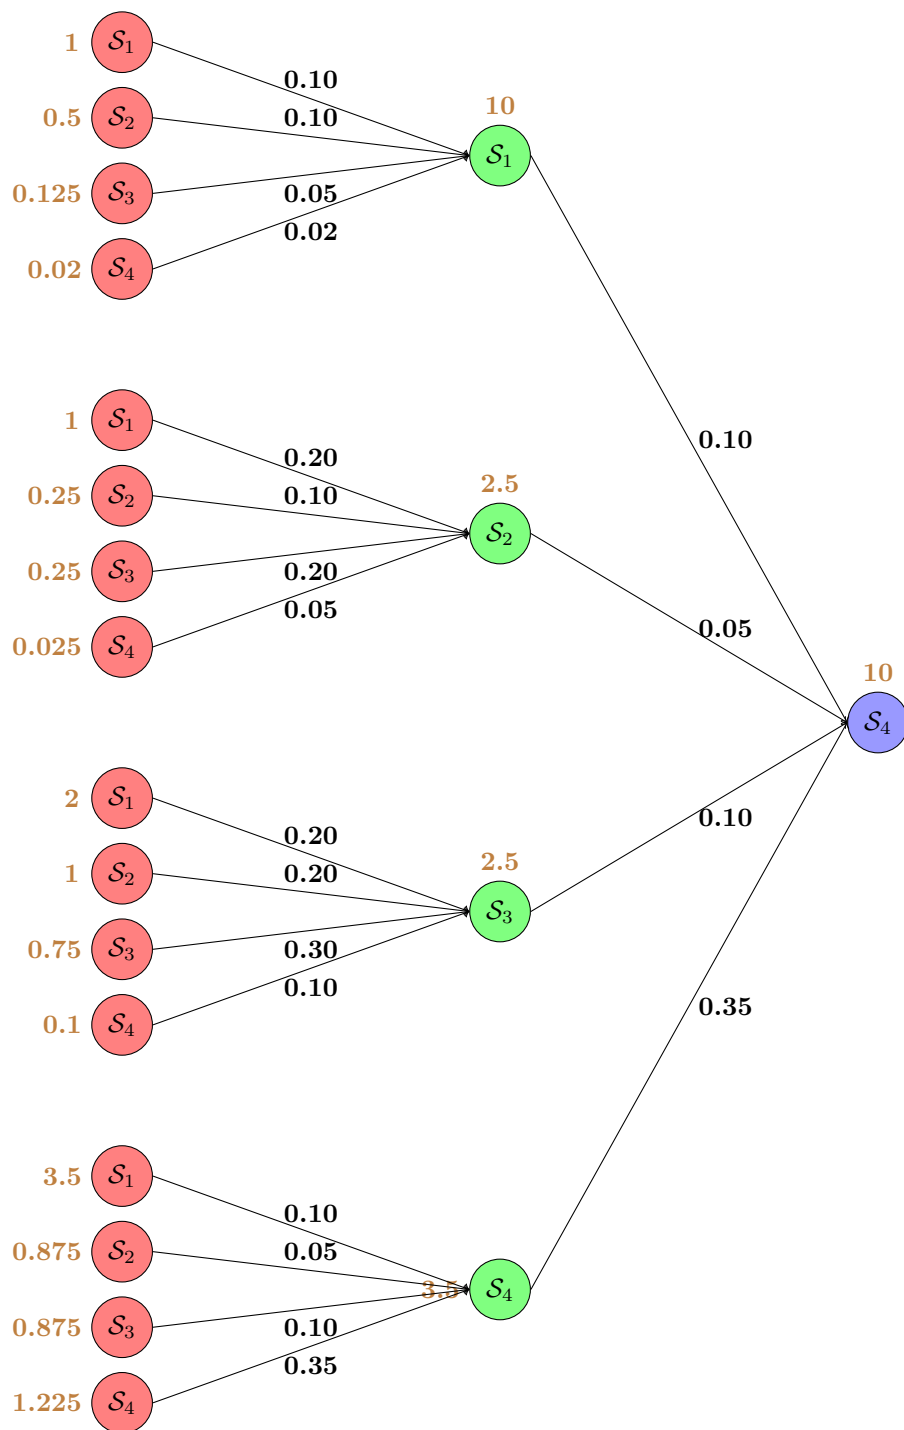 1 𝒮₁
0.10
0.5 𝒮₂
0.10
10
𝒮₁
0.125 𝒮₃
0.05
0.02
0.02 𝒮₄
1 𝒮₁
0.10
0.20
0.25 𝒮₂
0.10
2.5
𝒮₂
0.25 𝒮₃
0.20
0.05
0.025 𝒮₄
0.05
10
𝒮₄
2 𝒮₁
0.10
0.20
1 𝒮₂
0.20
2.5
𝒮₃
0.75 𝒮₃
0.30
0.10
0.1 𝒮₄
0.35
3.5 𝒮₁
0.10
0.875 𝒮₂
0.05
3.5 𝒮₄
0.875 𝒮₃
0.10
0.35
1.225 𝒮₄